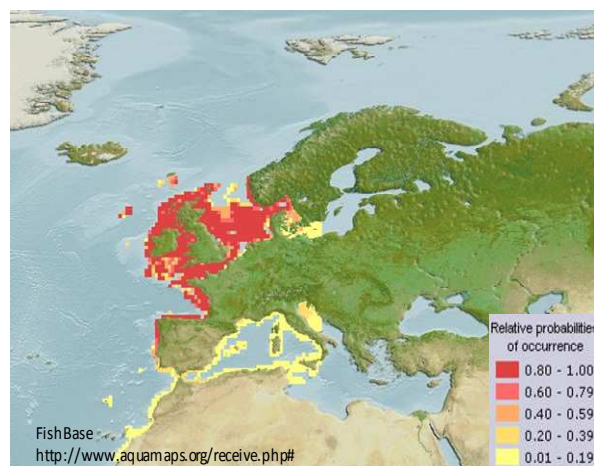 Relative probabilities
of occurrence
0.80 - 1.00
0.60 - 0.79
0.40 - 0.59
0.20 - 0.39
0.01 - 0.19
FishBase
http://www.aquamaps.org/receive.php#